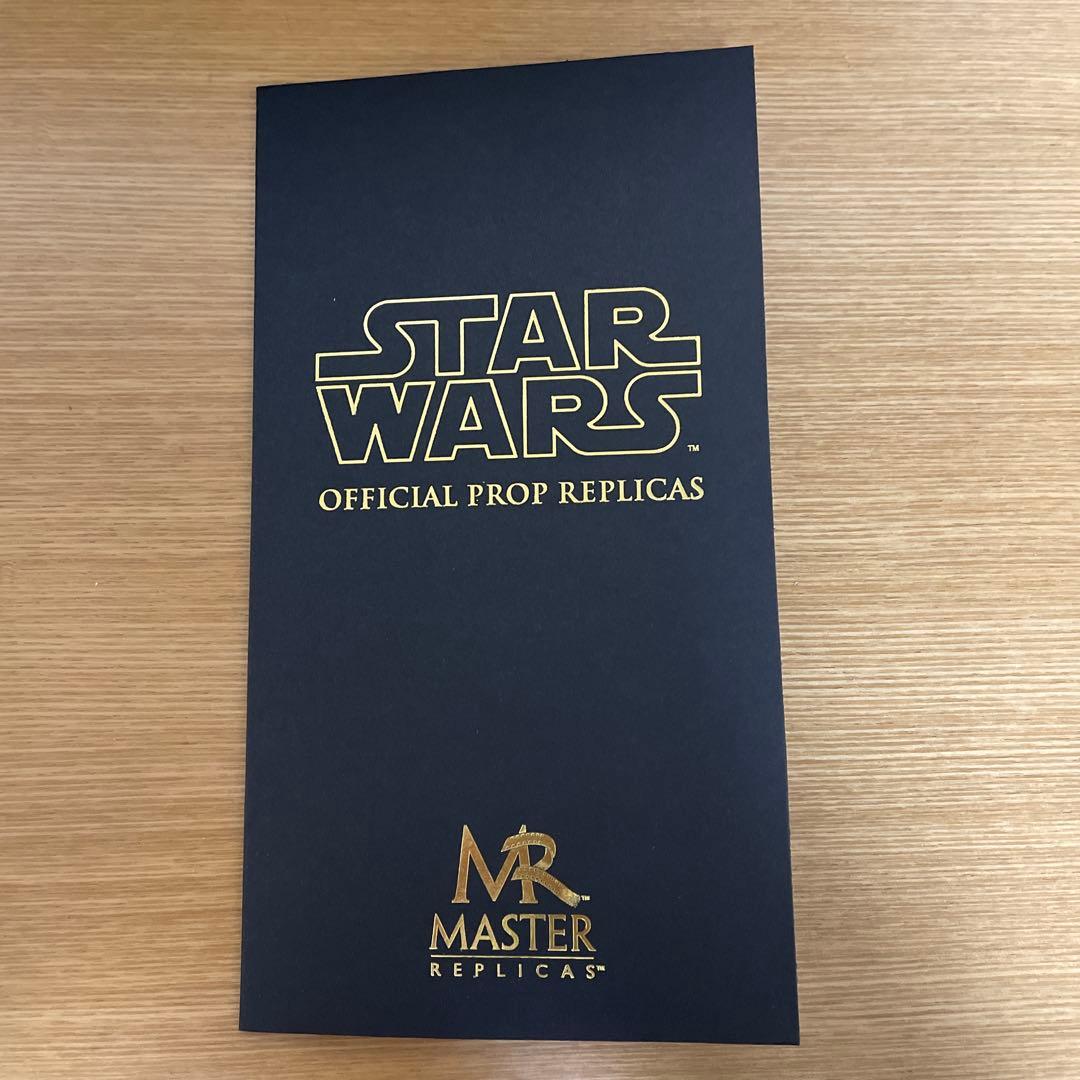 STAR
WARS™
OFFICIAL PROP REPLICAS
MR™
MASTER
REPLICAS™